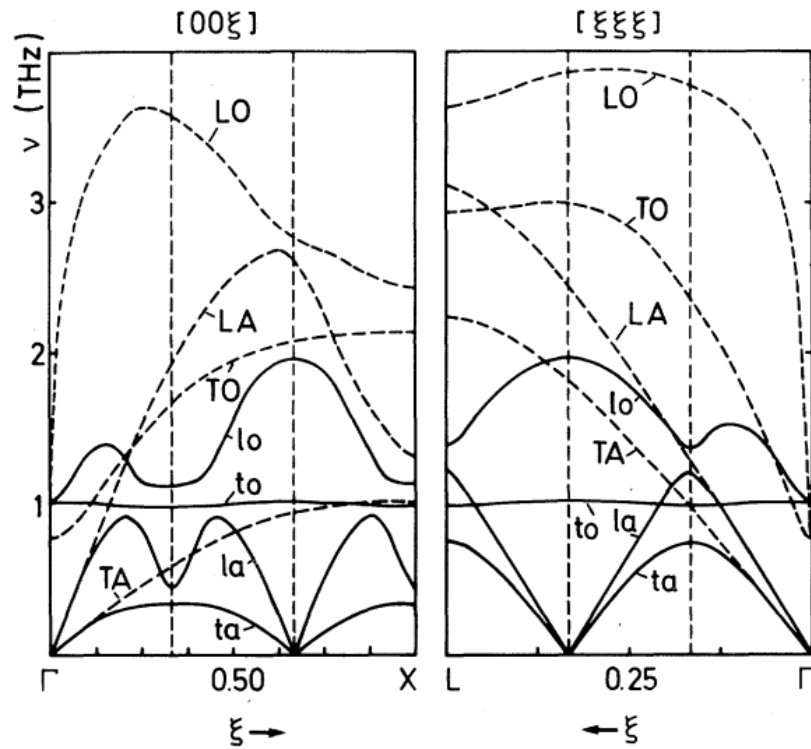 [00ξ]
[ξξξ]
ν (THz)
LO
LO
3
TO
LA
LA
2
TO
lo
lo
TA
to
1
to
la
la
TA
ta
ta
Γ
0.50
X
L
0.25
Γ
ξ→
←ξ